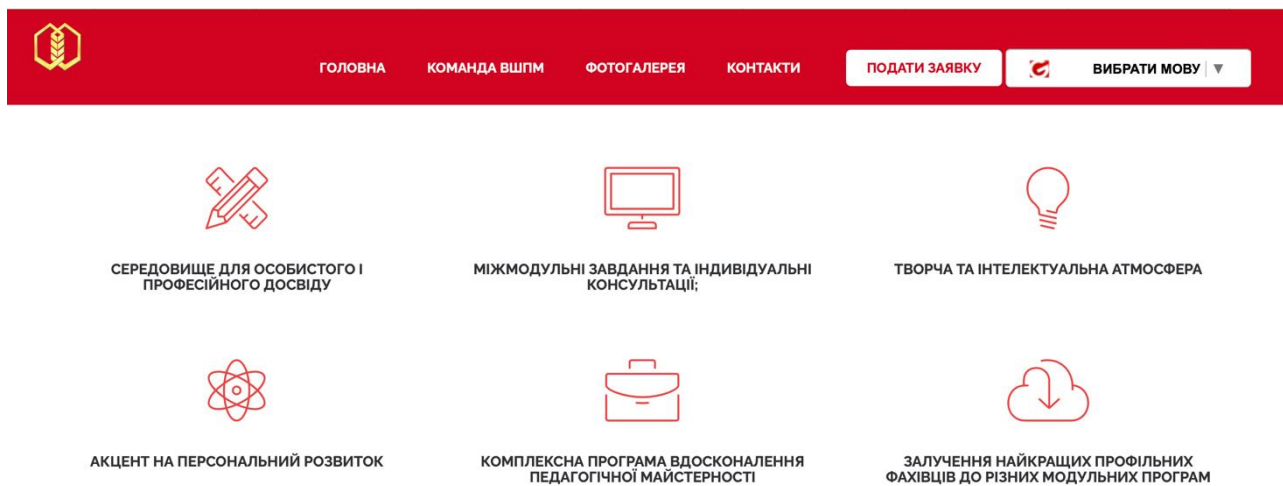 ГОЛОВНА КОМАНДА ВШПМ ФОТОГАЛЕРЕЯ КОНТАКТИ ПОДАТИ ЗАЯВКУ ВИБРАТИ МОВУ ▼
СЕРЕДОВИЩЕ ДЛЯ ОСОБИСТОГО І
ПРОФЕСІЙНОГО ДОСВІДУ
МІЖМОДУЛЬНІ ЗАВДАННЯ ТА ІНДИВІДУАЛЬНІ
КОНСУЛЬТАЦІЇ;
ТВОРЧА ТА ІНТЕЛЕКТУАЛЬНА АТМОСФЕРА
АКЦЕНТ НА ПЕРСОНАЛЬНИЙ РОЗВИТОК
КОМПЛЕКСНА ПРОГРАМА ВДОСКОНАЛЕННЯ
ПЕДАГОГІЧНОЇ МАЙСТЕРНОСТІ
ЗАЛУЧЕННЯ НАЙКРАЩИХ ПРОФІЛЬНИХ
ФАХІВЦІВ ДО РІЗНИХ МОДУЛЬНИХ ПРОГРАМ